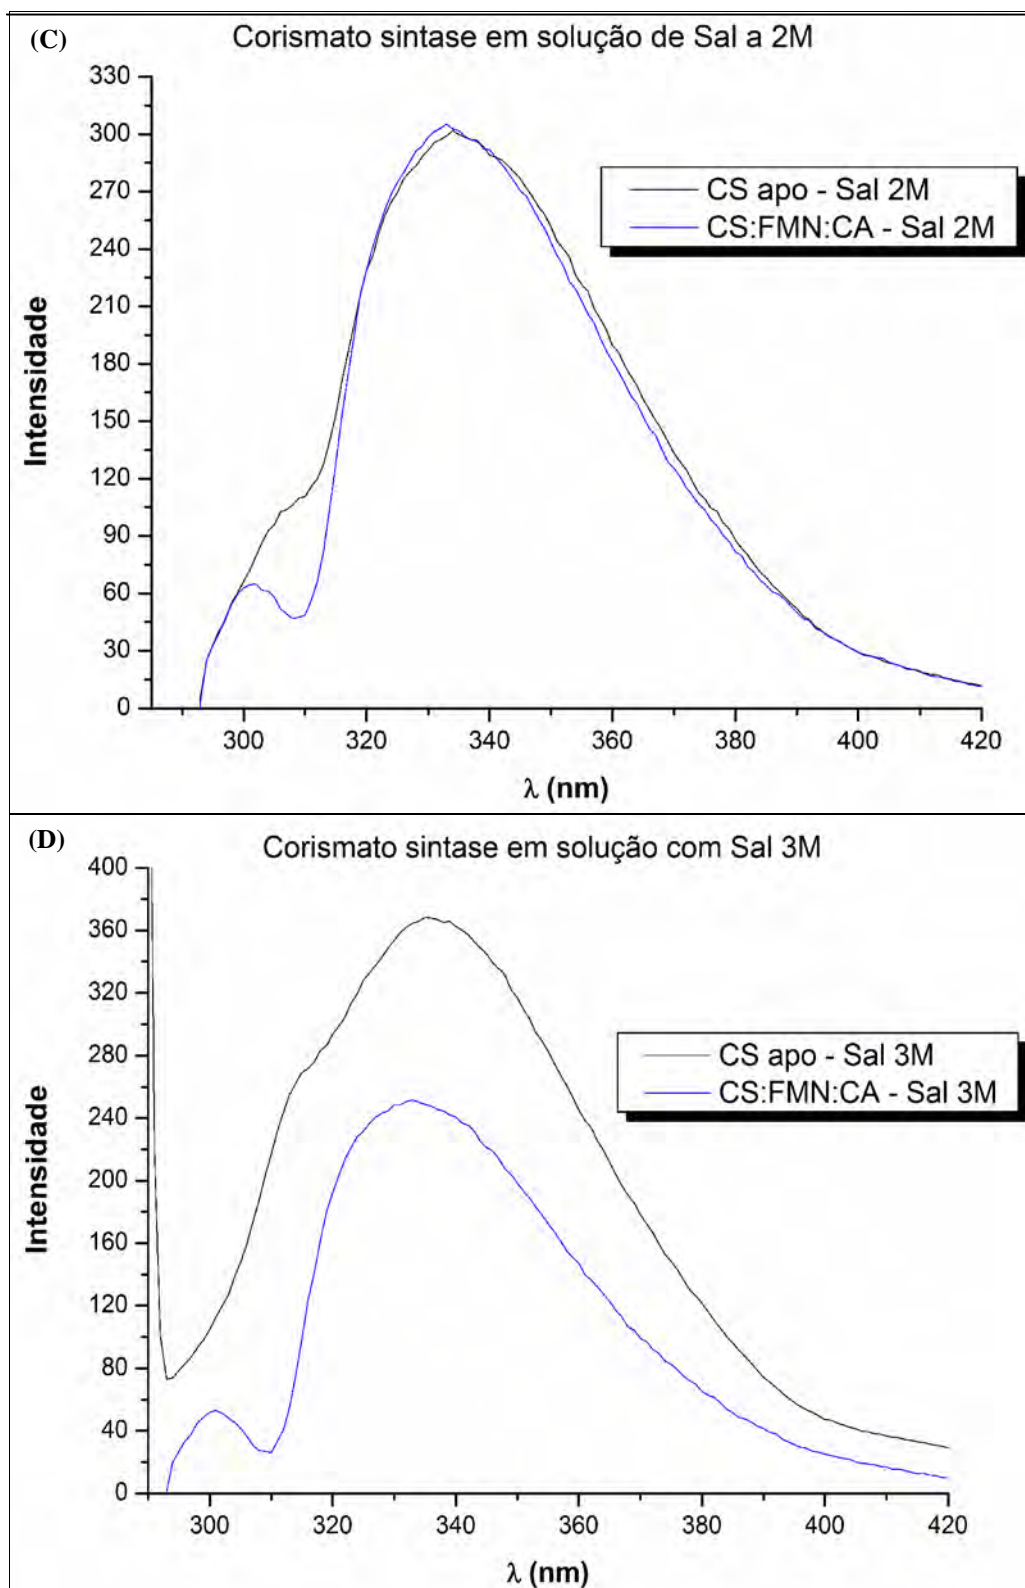 (C)
Corismato sintase em solução de Sal a 2M
330
300
270
240
210
180
150
120
90
60
30
0
Intensidade
CS apo - Sal 2M
CS:FMN:CA - Sal 2M
300 320 340 360 380 400 420
λ (nm)
(D)
Corismato sintase em solução com Sal 3M
400
360
320
280
240
200
160
120
80
40
0
Intensidade
CS apo - Sal 3M
CS:FMN:CA - Sal 3M
300 320 340 360 380 400 420
λ (nm)